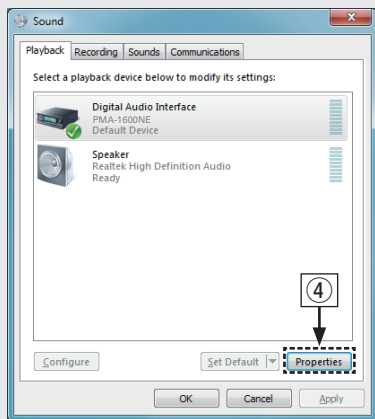 Sound
Playback Recording Sounds Communications
Select a playback device below to modify its settings:
Digital Audio Interface
PMA-1600NE
Default Device
Speaker
Realtek High Definition Audio
Ready
④
Configure Set Default Properties
OK Cancel Apply